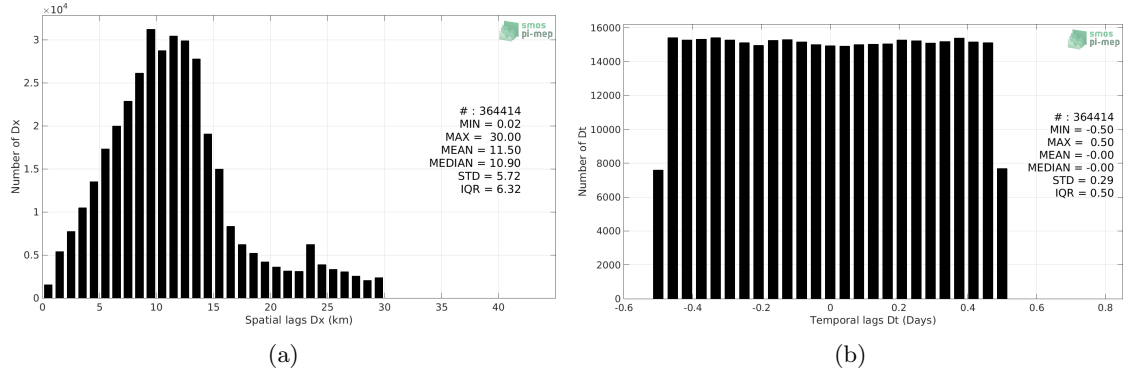 ×10^4
3
2.5
2
1.5
1
0.5
0
0 5 10 15 20 25 30 35 40
Number of Dx
Spatial lags Dx (km)
smos
pi-mep
# : 364414
MIN = 0.02
MAX = 30.00
MEAN = 11.50
MEDIAN = 10.90
STD = 5.72
IQR = 6.32
(a)
16000
14000
12000
10000
8000
6000
4000
2000
0
-0.6 -0.4 -0.2 0 0.2 0.4 0.6 0.8
Number of Dt
Temporal lags Dt (Days)
smos
pi-mep
# : 364414
MIN = -0.50
MAX = 0.50
MEAN = -0.00
MEDIAN = -0.00
STD = 0.29
IQR = 0.50
(b)